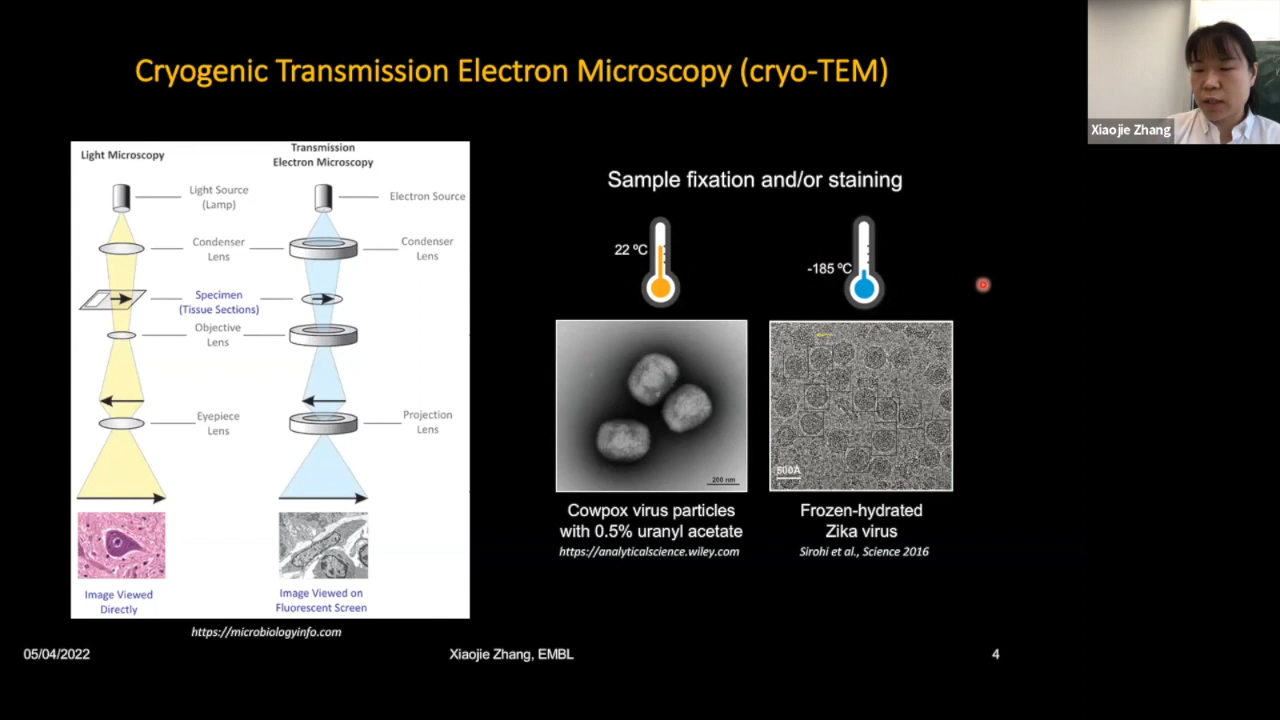 Cryogenic Transmission Electron Microscopy (cryo-TEM)
Xiaojie Zhang
Light Microscopy
Transmission
Electron Microscopy
Light Source
(Lamp)
Electron Source
Condenser
Lens
Condenser
Lens
Specimen
(Tissue Sections)
Objective
Lens
Eyepiece
Lens
Projection
Lens
Image Viewed
Directly
Image Viewed on
Fluorescent Screen
https://microbiologyinfo.com
Sample fixation and/or staining
22 ºC
-185 ºC
200 nm
500Å
Cowpox virus particles
with 0.5% uranyl acetate
https://analyticalscience.wiley.com
Frozen-hydrated
Zika virus
Sirohi et al., Science 2016
05/04/2022
Xiaojie Zhang, EMBL
4